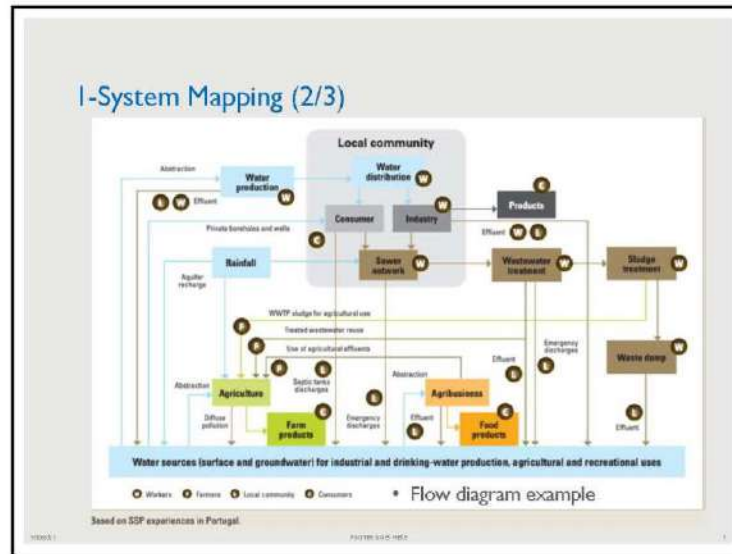 1-System Mapping (2/3)
Local community
Abstraction
Water production
W
Water distribution
W
L W Effluent
Consumer
Industry
W
Products
C
Private boreholes and wells
C
Effluent W L
Rainfall
Sewer network
W
Wastewater treatment
W
Sludge treatment
W
Aquifer recharge
WWTP sludge for agricultural use
F
Treated wastewater reuse
F
Use of agricultural effluents
F
L
Septic tanks discharges
Effluent
L
Emergency discharges
L
Waste dump
W
Abstraction
Agriculture
Abstraction
Agribusiness
Diffuse pollution
Farm products
C
Emergency discharges
L
Effluent
L
Food products
C
L
Effluent
Water sources (surface and groundwater) for industrial and drinking-water production, agricultural and recreational uses
W Workers F Farmers L Local community C Consumers
• Flow diagram example
Based on SSP experiences in Portugal.